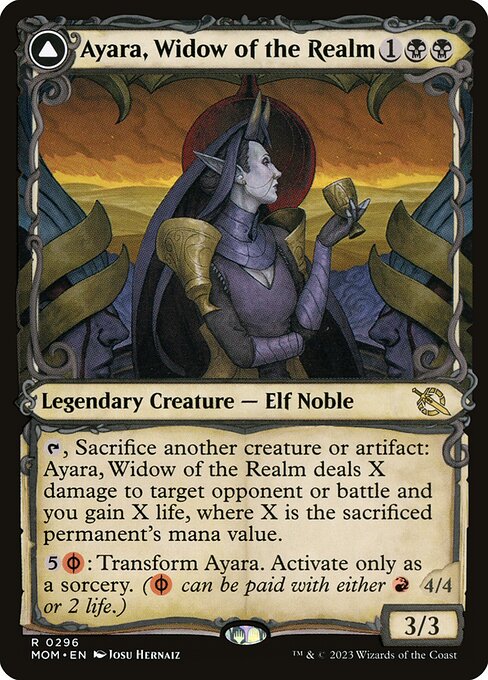 Ayara, Widow of the Realm 1
Legendary Creature — Elf Noble
, Sacrifice another creature or artifact:
Ayara, Widow of the Realm deals X
damage to target opponent or battle and
you gain X life, where X is the sacrificed
permanent's mana value.
5 : Transform Ayara. Activate only as
a sorcery. ( can be paid with either
or 2 life.)
4/4
3/3
R 0296
MOM • EN Josu Hernaiz
™ & © 2023 Wizards of the Coast